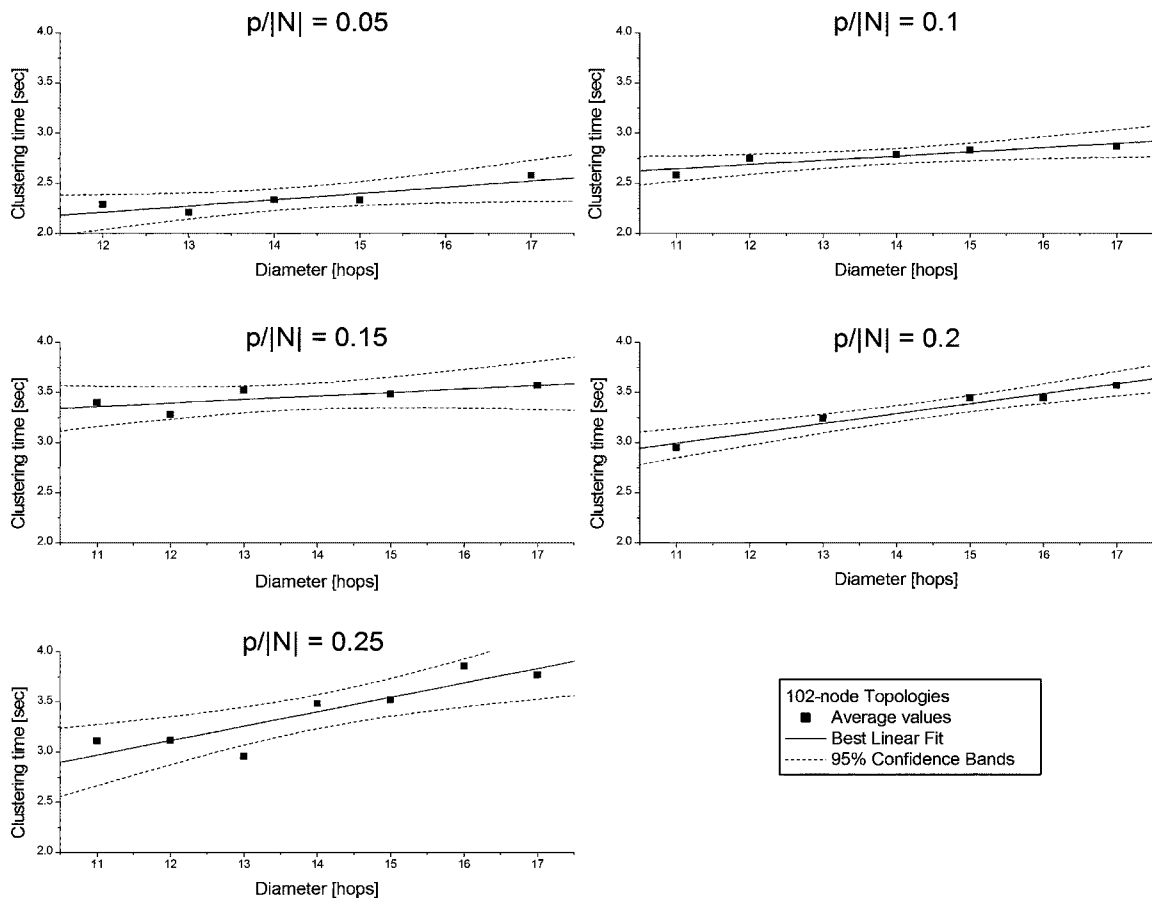 p/|N| = 0.05
4.0
3.5
3.0
2.5
2.0
Clustering time [sec]
12 13 14 15 16 17
Diameter [hops]
p/|N| = 0.1
4.0
3.5
3.0
2.5
2.0
Clustering time [sec]
11 12 13 14 15 16 17
Diameter [hops]
p/|N| = 0.15
4.0
3.5
3.0
2.5
2.0
Clustering time [sec]
11 12 13 14 15 16 17
Diameter [hops]
p/|N| = 0.2
4.0
3.5
3.0
2.5
2.0
Clustering time [sec]
11 12 13 14 15 16 17
Diameter [hops]
p/|N| = 0.25
4.0
3.5
3.0
2.5
2.0
Clustering time [sec]
11 12 13 14 15 16 17
Diameter [hops]
102-node Topologies
Average values
Best Linear Fit
95% Confidence Bands